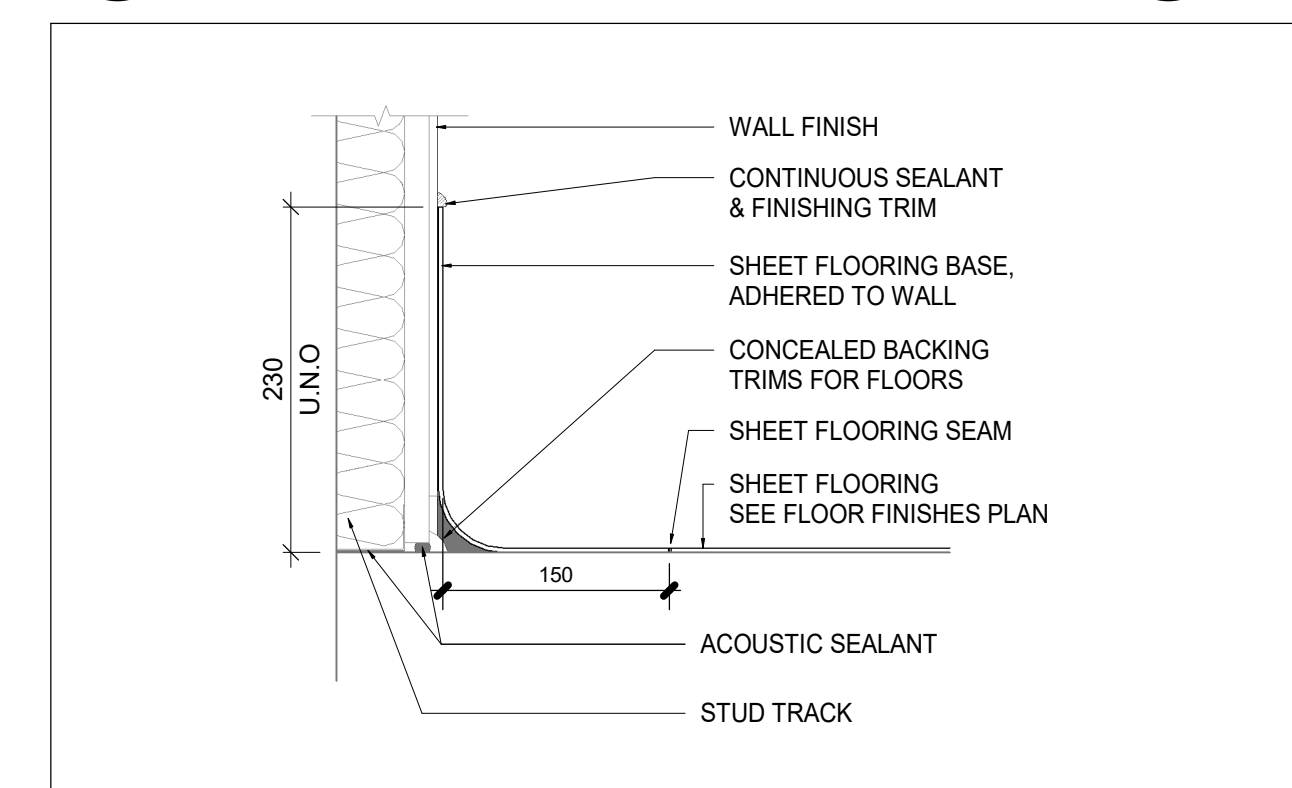 WALL FINISH
CONTINUOUS SEALANT
& FINISHING TRIM
SHEET FLOORING BASE,
ADHERED TO WALL
CONCEALED BACKING
TRIMS FOR FLOORS
SHEET FLOORING SEAM
SHEET FLOORING
SEE FLOOR FINISHES PLAN
230
U.N.O
150
ACOUSTIC SEALANT
STUD TRACK